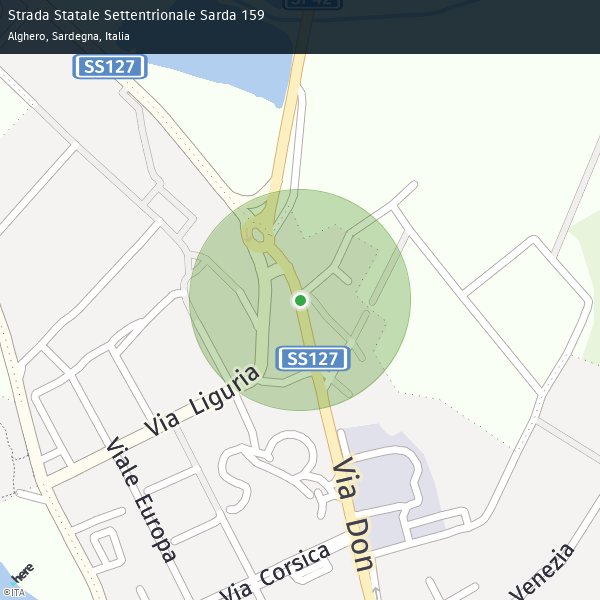 Strada Statale Settentrionale Sarda 159
Alghero, Sardegna, Italia
SS127
SS127
Via Liguria
Viale Europa
Via Don
Via Corsica
Venezia
here
©ITA